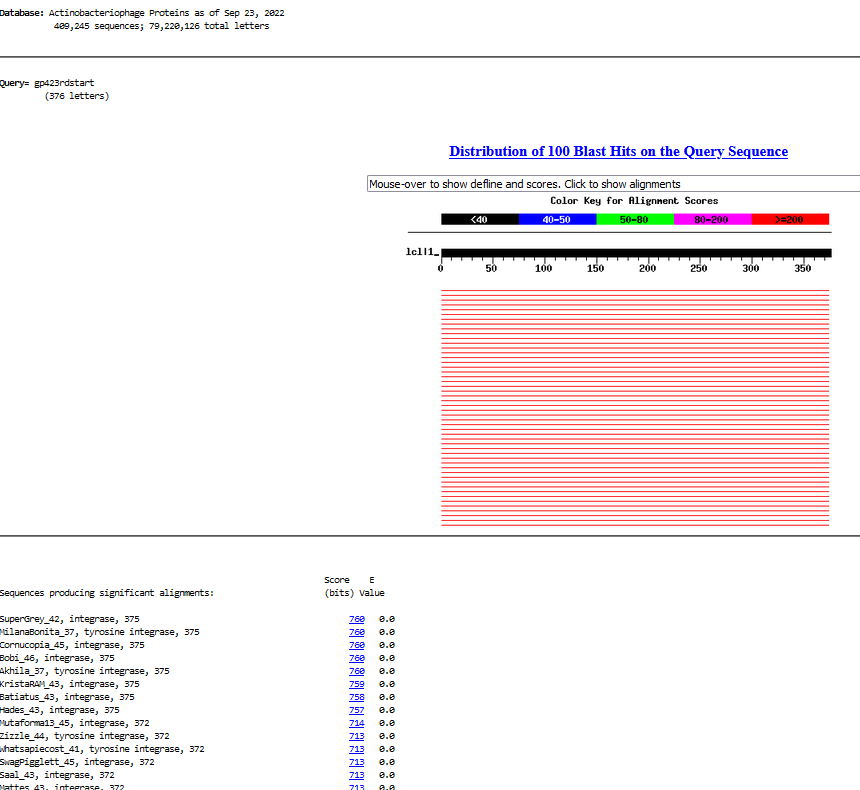 Database: Actinobacteriophage Proteins as of Sep 23, 2022
409,245 sequences; 79,220,126 total letters
Query= gp423rdstart
(376 letters)
Distribution of 100 Blast Hits on the Query Sequence
Mouse-over to show defline and scores. Click to show alignments
Color Key for Alignment Scores
<40 40-50 50-80 80-200 >=200
lcl|1_
0 50 100 150 200 250 300 350
Score E
Sequences producing significant alignments: (bits) Value
SuperGrey_42, integrase, 375 760 0.0
MilanaBonita_37, tyrosine integrase, 375 760 0.0
Cornucopia_45, integrase, 375 760 0.0
Bobi_46, integrase, 375 760 0.0
Akhila_37, tyrosine integrase, 375 760 0.0
KristaRAM_43, integrase, 375 759 0.0
Batiatus_43, integrase, 375 758 0.0
Hades_43, integrase, 375 757 0.0
Mutaforma13_45, integrase, 372 714 0.0
Zizzle_44, tyrosine integrase, 372 713 0.0
Whatsapiecost_41, tyrosine integrase, 372 713 0.0
SwagPigglett_45, integrase, 372 713 0.0
Saal_43, integrase, 372 713 0.0
Mattes_43, integrase, 372 713 0.0